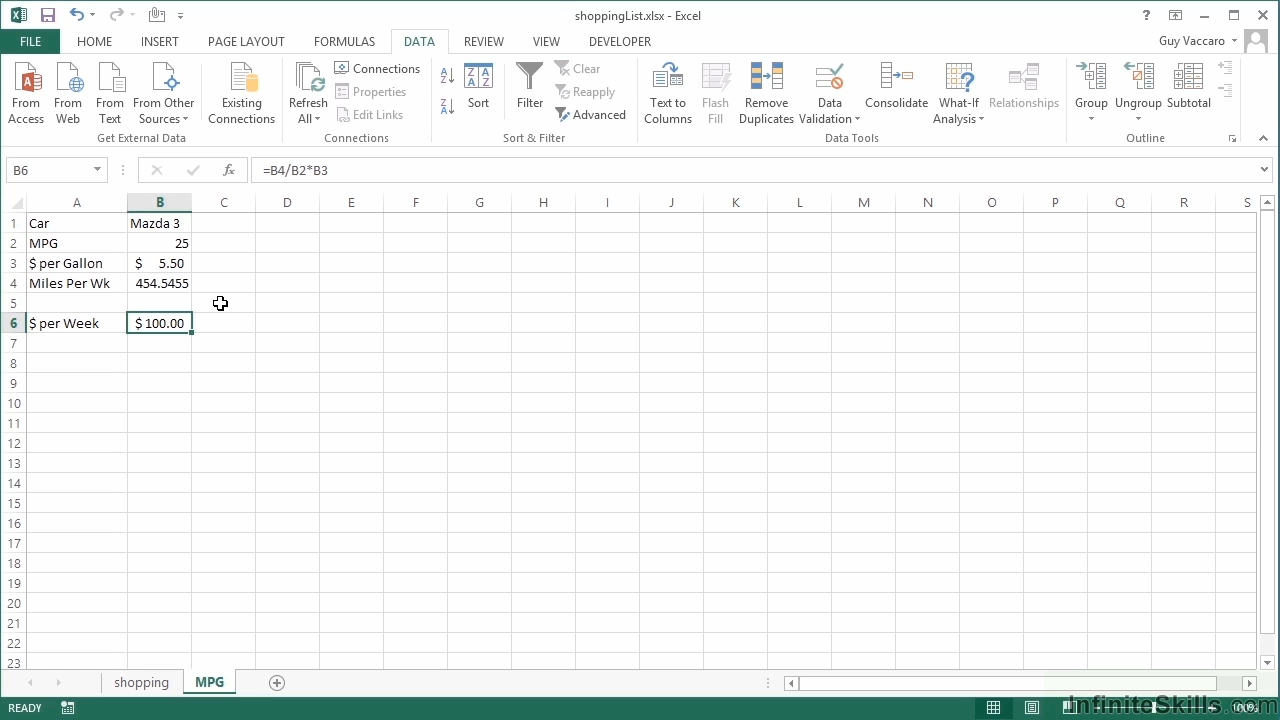 shoppingList.xlsx - Excel
?
FILE HOME INSERT PAGE LAYOUT FORMULAS DATA REVIEW VIEW DEVELOPER Guy Vaccaro
From Access
From Web
From Text
From Other Sources
Existing Connections
Get External Data
Refresh All
Connections
Properties
Edit Links
Connections
Sort
Filter
Clear
Reapply
Advanced
Sort & Filter
Text to Columns
Flash Fill
Remove Duplicates
Data Validation
Consolidate
What-If Analysis
Relationships
Data Tools
Group
Ungroup
Subtotal
Outline
B6 fx =B4/B2*B3
A B C D E F G H I J K L M N O P Q R S
1 Car Mazda 3
2 MPG 25
3 $ per Gallon $ 5.50
4 Miles Per Wk 454.5455
5
6 $ per Week $ 100.00
7
8
9
10
11
12
13
14
15
16
17
18
19
20
21
22
23
shopping MPG
READY
InfiniteSkills.com
100%